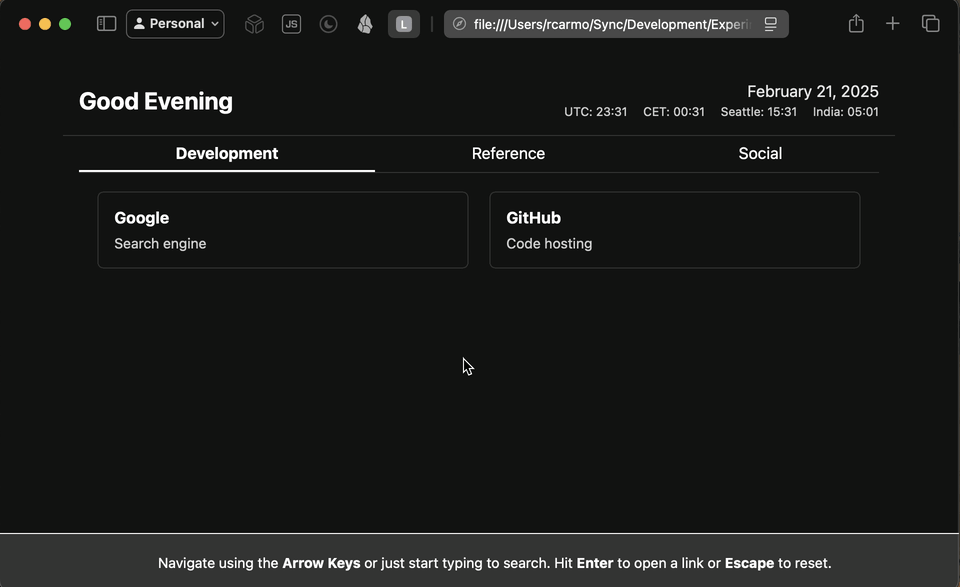 Personal
JS
L
file:///Users/rcarmo/Sync/Development/Experi
Good Evening
February 21, 2025
UTC: 23:31 CET: 00:31 Seattle: 15:31 India: 05:01
Development Reference Social
Google
Search engine
GitHub
Code hosting
Navigate using the Arrow Keys or just start typing to search. Hit Enter to open a link or Escape to reset.